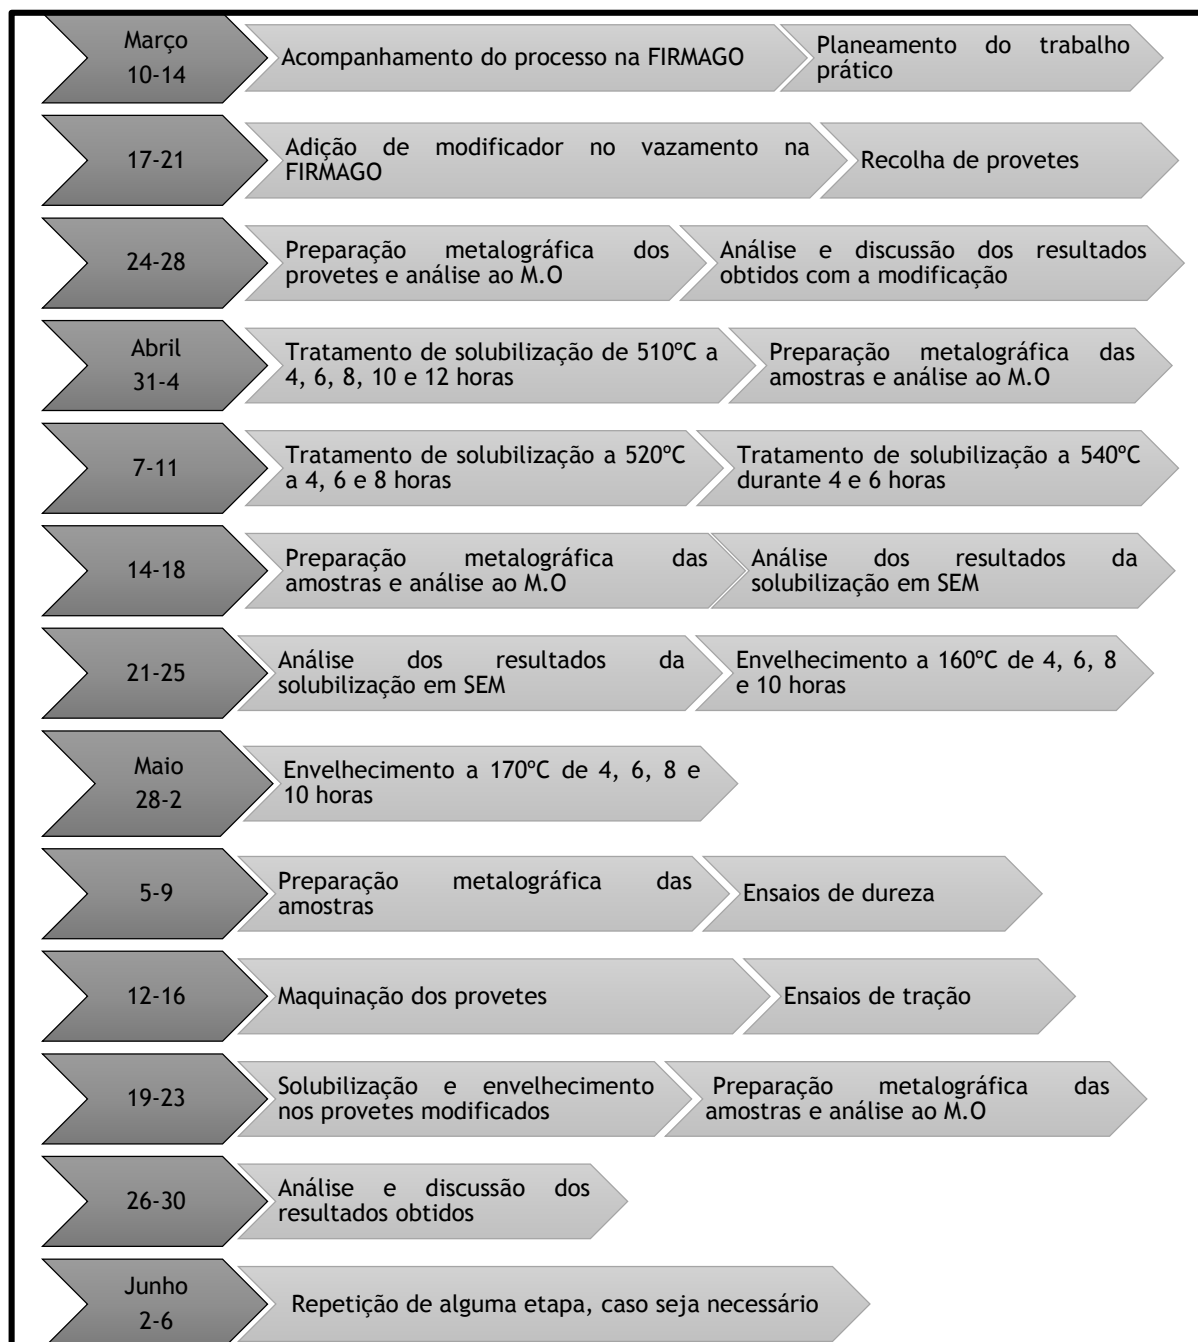 Março
10-14
Acompanhamento do processo na FIRMAGO
Planeamento do trabalho
prático
17-21
Adição de modificador no vazamento na
FIRMAGO
Recolha de provetes
24-28
Preparação metalográfica dos
provetes e análise ao M.O
Análise e discussão dos resultados
obtidos com a modificação
Abril
31-4
Tratamento de solubilização de 510ºC a
4, 6, 8, 10 e 12 horas
Preparação metalográfica das
amostras e análise ao M.O
7-11
Tratamento de solubilização a 520ºC
a 4, 6 e 8 horas
Tratamento de solubilização a 540ºC
durante 4 e 6 horas
14-18
Preparação metalográfica das
amostras e análise ao M.O
Análise dos resultados da
solubilização em SEM
21-25
Análise dos resultados da
solubilização em SEM
Envelhecimento a 160ºC de 4, 6, 8
e 10 horas
Maio
28-2
Envelhecimento a 170ºC de 4, 6, 8 e
10 horas
5-9
Preparação metalográfica das
amostras
Ensaios de dureza
12-16
Maquinação dos provetes
Ensaios de tração
19-23
Solubilização e envelhecimento
nos provetes modificados
Preparação metalográfica das
amostras e análise ao M.O
26-30
Análise e discussão dos
resultados obtidos
Junho
2-6
Repetição de alguma etapa, caso seja necessário